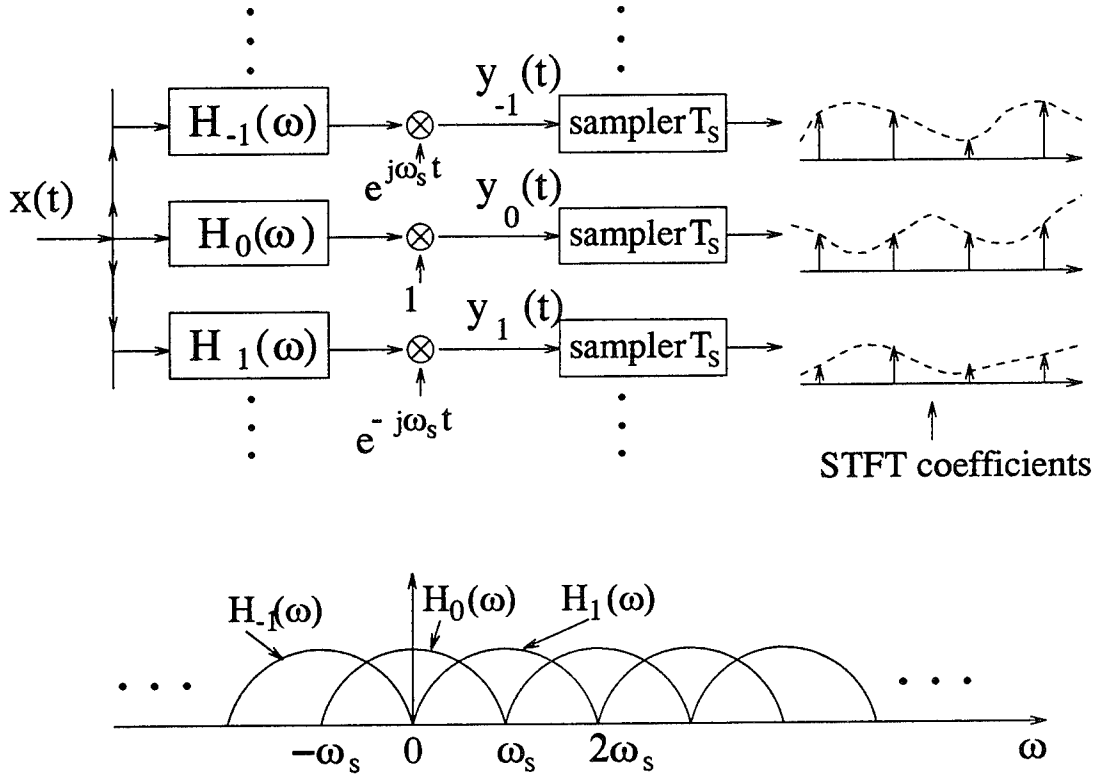 y_{-1}(t)
H_{-1}(ω)
sampler T_s
e^{jω_s t}
x(t)
y_0(t)
H_0(ω)
sampler T_s
1
y_1(t)
H_1(ω)
sampler T_s
e^{-jω_s t}
STFT coefficients
H_{-1}(ω)
H_0(ω)
H_1(ω)
−ω_s
0
ω_s
2ω_s
ω